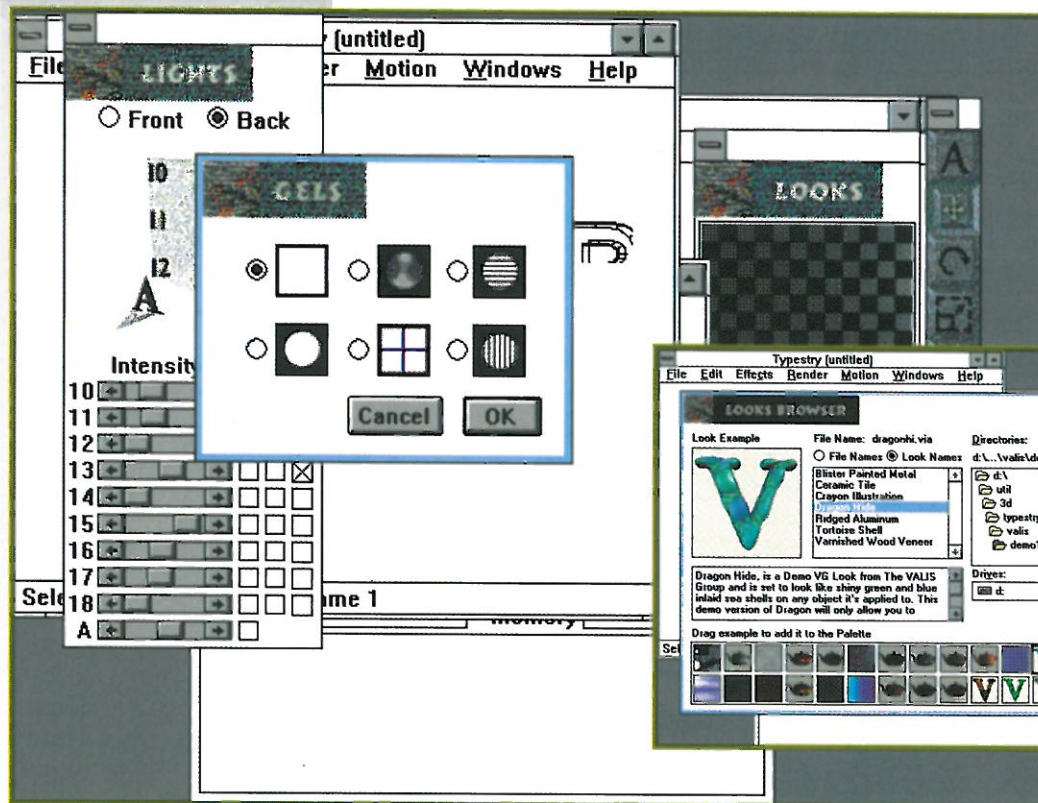 (untitled)
File
er Motion Windows Help
LIGHTS
Front Back
10
11
12
A
Intensity
10
11
12
13
14
15
16
17
18
A
GELS
Cancel OK
LOOKS
A
Sele
ame 1
memory
Typestry (untitled)
File Edit Effects Render Motion Windows Help
LOOKS BROWSER
Look Example
File Name: dragonhi.via
File Names Look Names
Blister Painted Metal
Ceramic Tile
Crayon Illustration
Dragon Hide
Ridged Aluminum
Tortoise Shell
Varnished Wood Veneer
Directories:
d:\...\valis\de
d:\
util
3d
typestry
valis
demo1
Drives:
d:
Dragon Hide, is a Demo VG Look from The VALIS
Group and is set to look like shiny green and blue
inlaid sea shells on any object it's applied to. This
demo version of Dragon will only allow you to
Drag example to add it to the Palette
Sel
V V